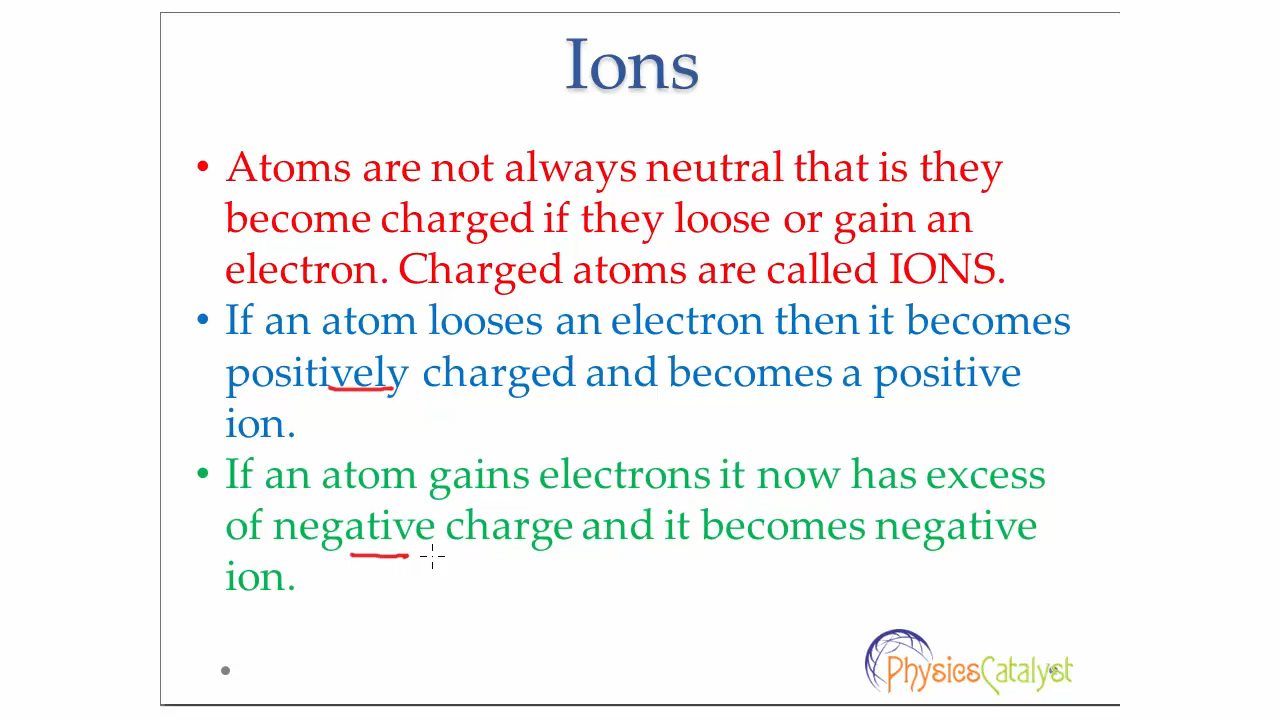 Ions
• Atoms are not always neutral that is they
become charged if they loose or gain an
electron. Charged atoms are called IONS.
• If an atom looses an electron then it becomes
positively charged and becomes a positive
ion.
• If an atom gains electrons it now has excess
of negative charge and it becomes negative
ion.
PhysicsCatalyst